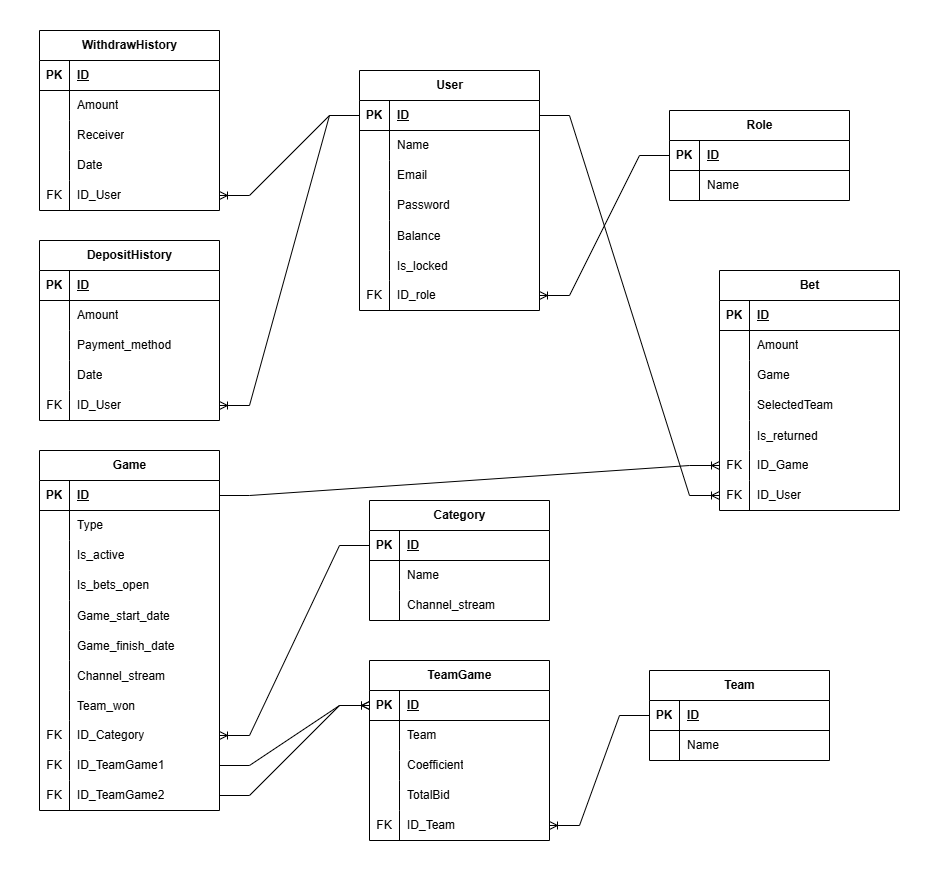 WithdrawHistory
PK ID
Amount
Receiver
Date
FK ID_User
DepositHistory
PK ID
Amount
Payment_method
Date
FK ID_User
User
PK ID
Name
Email
Password
Balance
Is_locked
FK ID_role
Role
PK ID
Name
Bet
PK ID
Amount
Game
SelectedTeam
Is_returned
FK ID_Game
FK ID_User
Game
PK ID
Type
Is_active
Is_bets_open
Game_start_date
Game_finish_date
Channel_stream
Team_won
FK ID_Category
FK ID_TeamGame1
FK ID_TeamGame2
Category
PK ID
Name
Channel_stream
TeamGame
PK ID
Team
Coefficient
TotalBid
FK ID_Team
Team
PK ID
Name